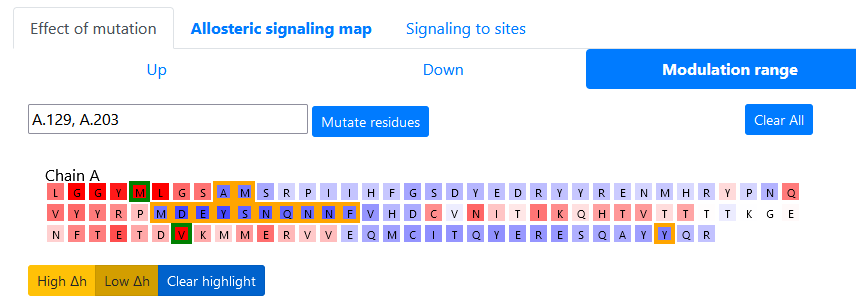 Effect of mutation Allosteric signaling map Signaling to sites
Up Down Modulation range
A.129, A.203 Mutate residues Clear All
Chain A
L G G Y M L G S A M S R P I I H F G S D Y E D R Y Y R E N M H R Y P N Q
V Y Y R P M D E Y S N Q N N F V H D C V N I T I K Q H T V T T T T K G E
N F T E T D V K M M E R V V E Q M C I T Q Y E R E S Q A Y Y Q R
High Δh Low Δh Clear highlight